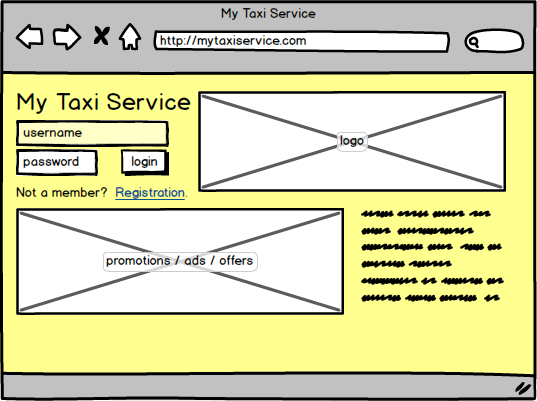 My Taxi Service
http://mytaxiservice.com
My Taxi Service
username
password
login
Not a member? Registration.
logo
promotions / ads / offers